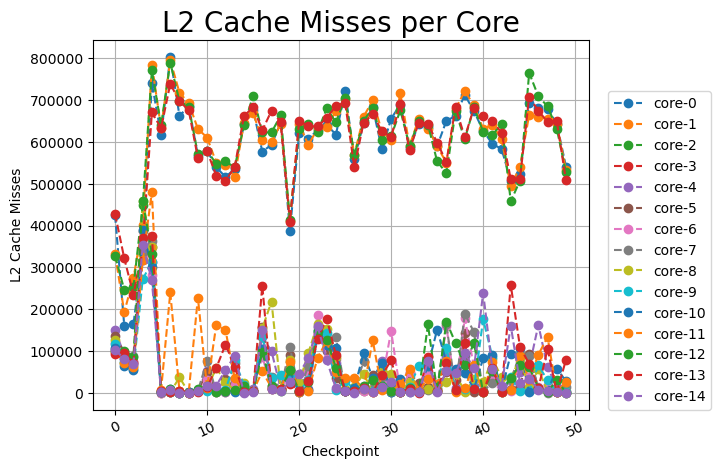 L2 Cache Misses per Core
L2 Cache Misses
800000
700000
600000
500000
400000
300000
200000
100000
0
0
10
20
30
40
50
Checkpoint
core-0
core-1
core-2
core-3
core-4
core-5
core-6
core-7
core-8
core-9
core-10
core-11
core-12
core-13
core-14